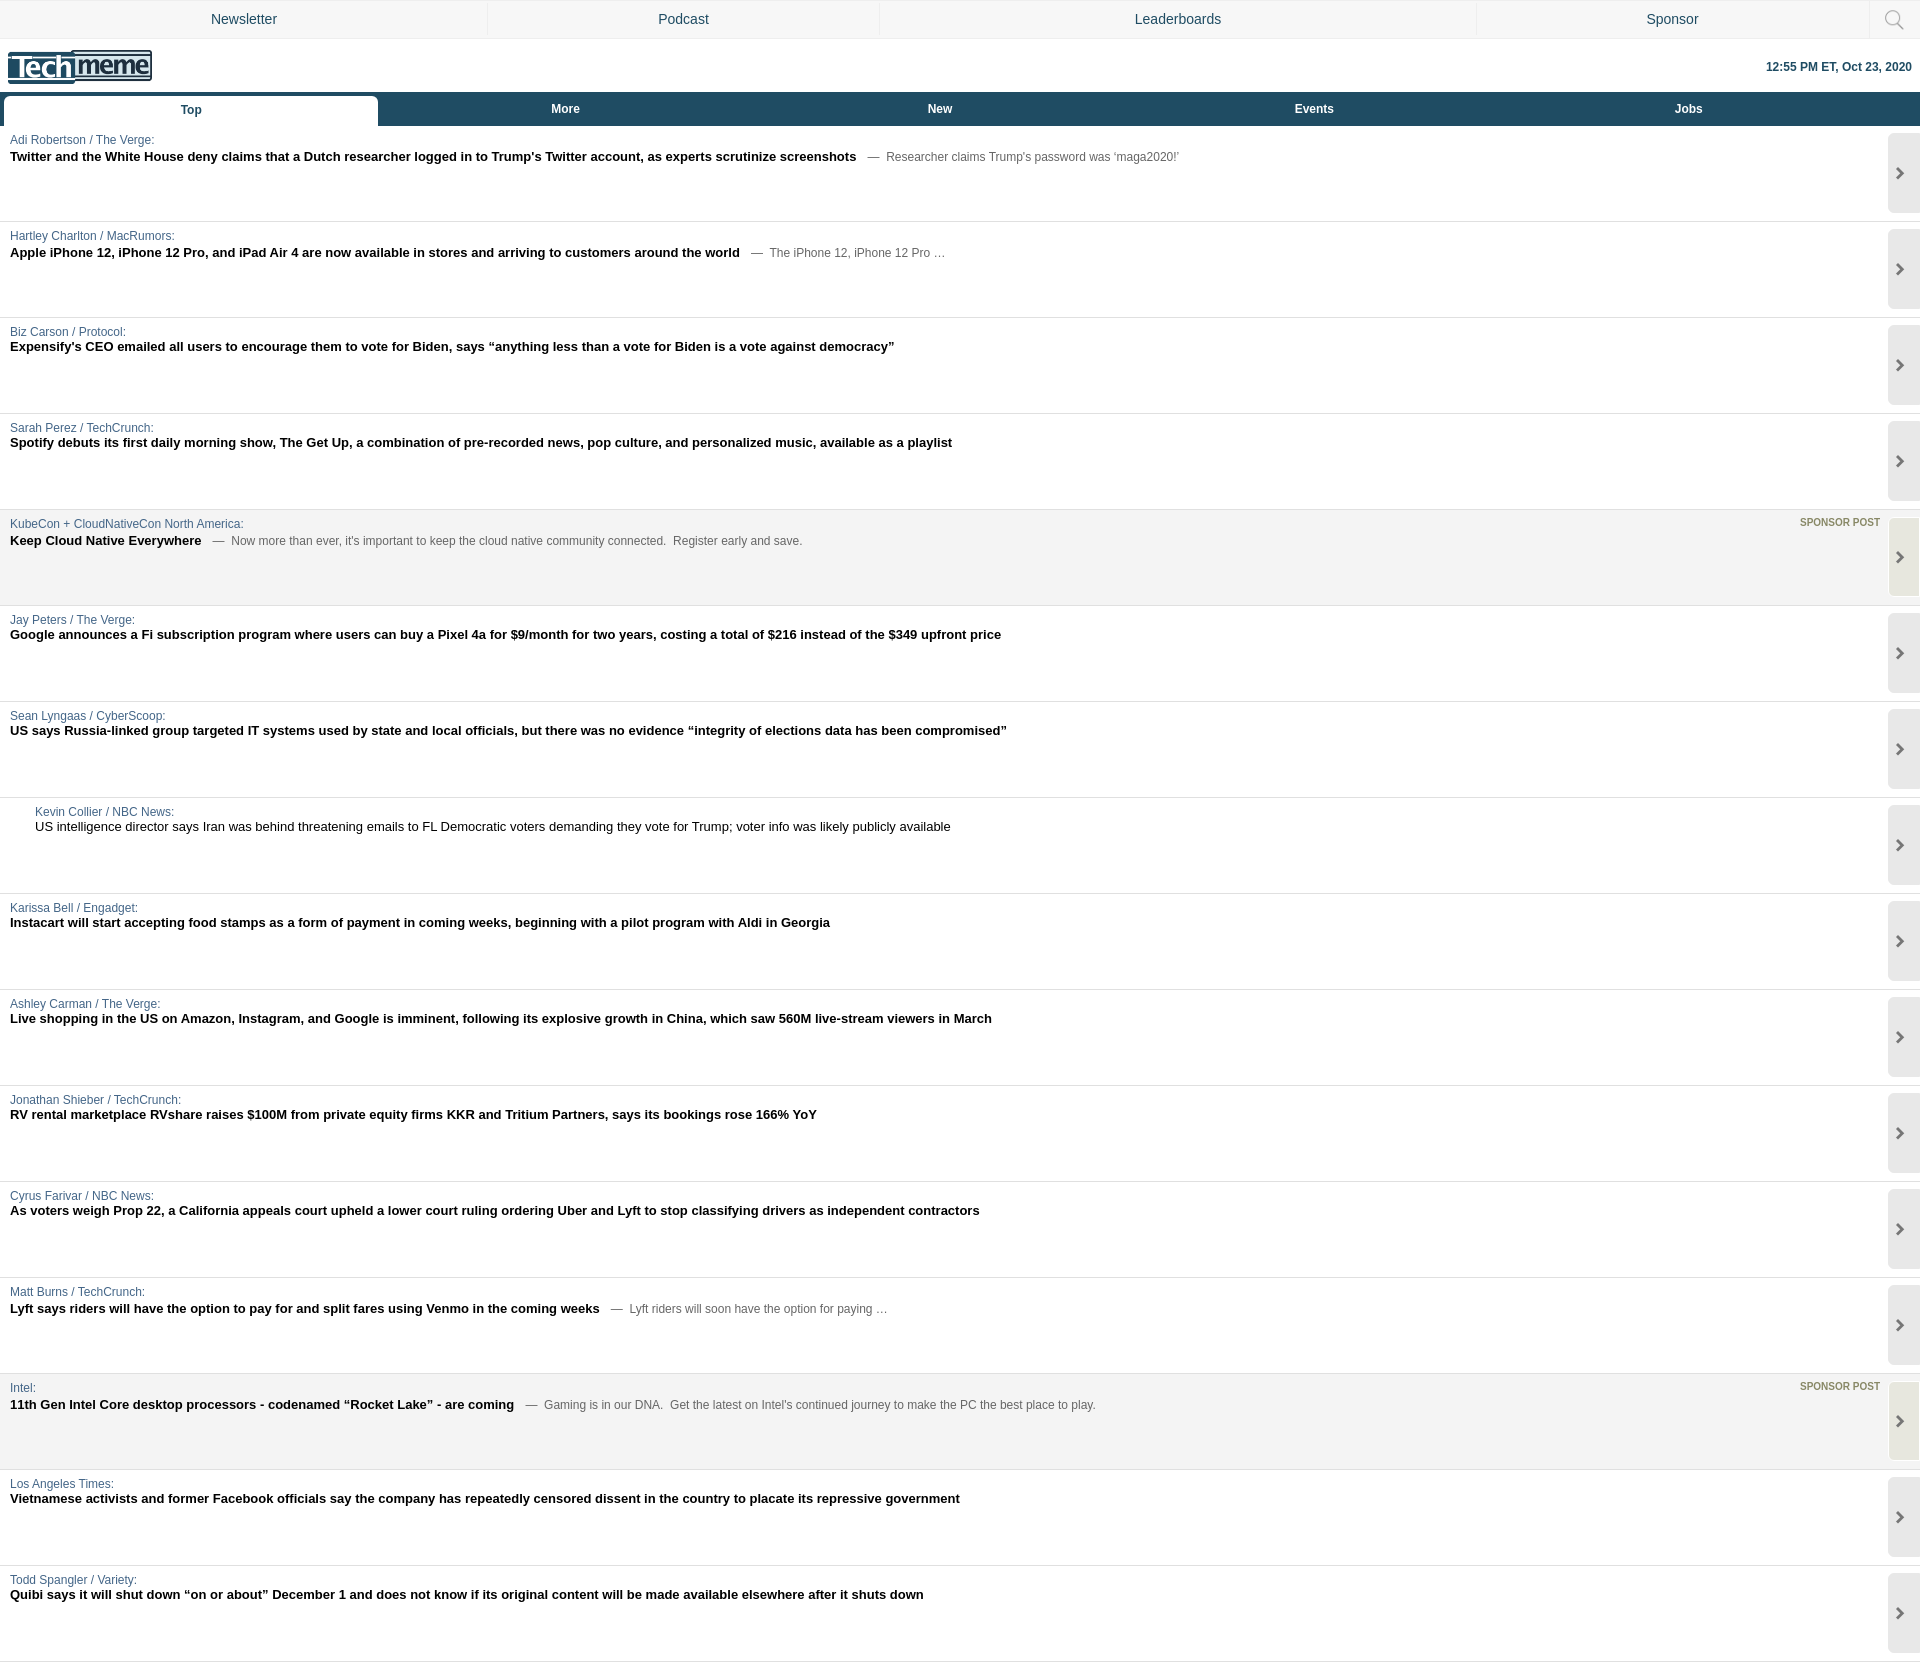 Newsletter
Podcast
Leaderboards
Sponsor
Techmeme
12:55 PM ET, Oct 23, 2020
Top
More
New
Events
Jobs
Adi Robertson / The Verge:
Twitter and the White House deny claims that a Dutch researcher logged in to Trump's Twitter account, as experts scrutinize screenshots — Researcher claims Trump's password was ‘maga2020!’
Hartley Charlton / MacRumors:
Apple iPhone 12, iPhone 12 Pro, and iPad Air 4 are now available in stores and arriving to customers around the world — The iPhone 12, iPhone 12 Pro …
Biz Carson / Protocol:
Expensify's CEO emailed all users to encourage them to vote for Biden, says “anything less than a vote for Biden is a vote against democracy”
Sarah Perez / TechCrunch:
Spotify debuts its first daily morning show, The Get Up, a combination of pre-recorded news, pop culture, and personalized music, available as a playlist
KubeCon + CloudNativeCon North America:
SPONSOR POST
Keep Cloud Native Everywhere — Now more than ever, it's important to keep the cloud native community connected. Register early and save.
Jay Peters / The Verge:
Google announces a Fi subscription program where users can buy a Pixel 4a for $9/month for two years, costing a total of $216 instead of the $349 upfront price
Sean Lyngaas / CyberScoop:
US says Russia-linked group targeted IT systems used by state and local officials, but there was no evidence “integrity of elections data has been compromised”
Kevin Collier / NBC News:
US intelligence director says Iran was behind threatening emails to FL Democratic voters demanding they vote for Trump; voter info was likely publicly available
Karissa Bell / Engadget:
Instacart will start accepting food stamps as a form of payment in coming weeks, beginning with a pilot program with Aldi in Georgia
Ashley Carman / The Verge:
Live shopping in the US on Amazon, Instagram, and Google is imminent, following its explosive growth in China, which saw 560M live-stream viewers in March
Jonathan Shieber / TechCrunch:
RV rental marketplace RVshare raises $100M from private equity firms KKR and Tritium Partners, says its bookings rose 166% YoY
Cyrus Farivar / NBC News:
As voters weigh Prop 22, a California appeals court upheld a lower court ruling ordering Uber and Lyft to stop classifying drivers as independent contractors
Matt Burns / TechCrunch:
Lyft says riders will have the option to pay for and split fares using Venmo in the coming weeks — Lyft riders will soon have the option for paying …
Intel:
SPONSOR POST
11th Gen Intel Core desktop processors - codenamed “Rocket Lake” - are coming — Gaming is in our DNA. Get the latest on Intel's continued journey to make the PC the best place to play.
Los Angeles Times:
Vietnamese activists and former Facebook officials say the company has repeatedly censored dissent in the country to placate its repressive government
Todd Spangler / Variety:
Quibi says it will shut down “on or about” December 1 and does not know if its original content will be made available elsewhere after it shuts down